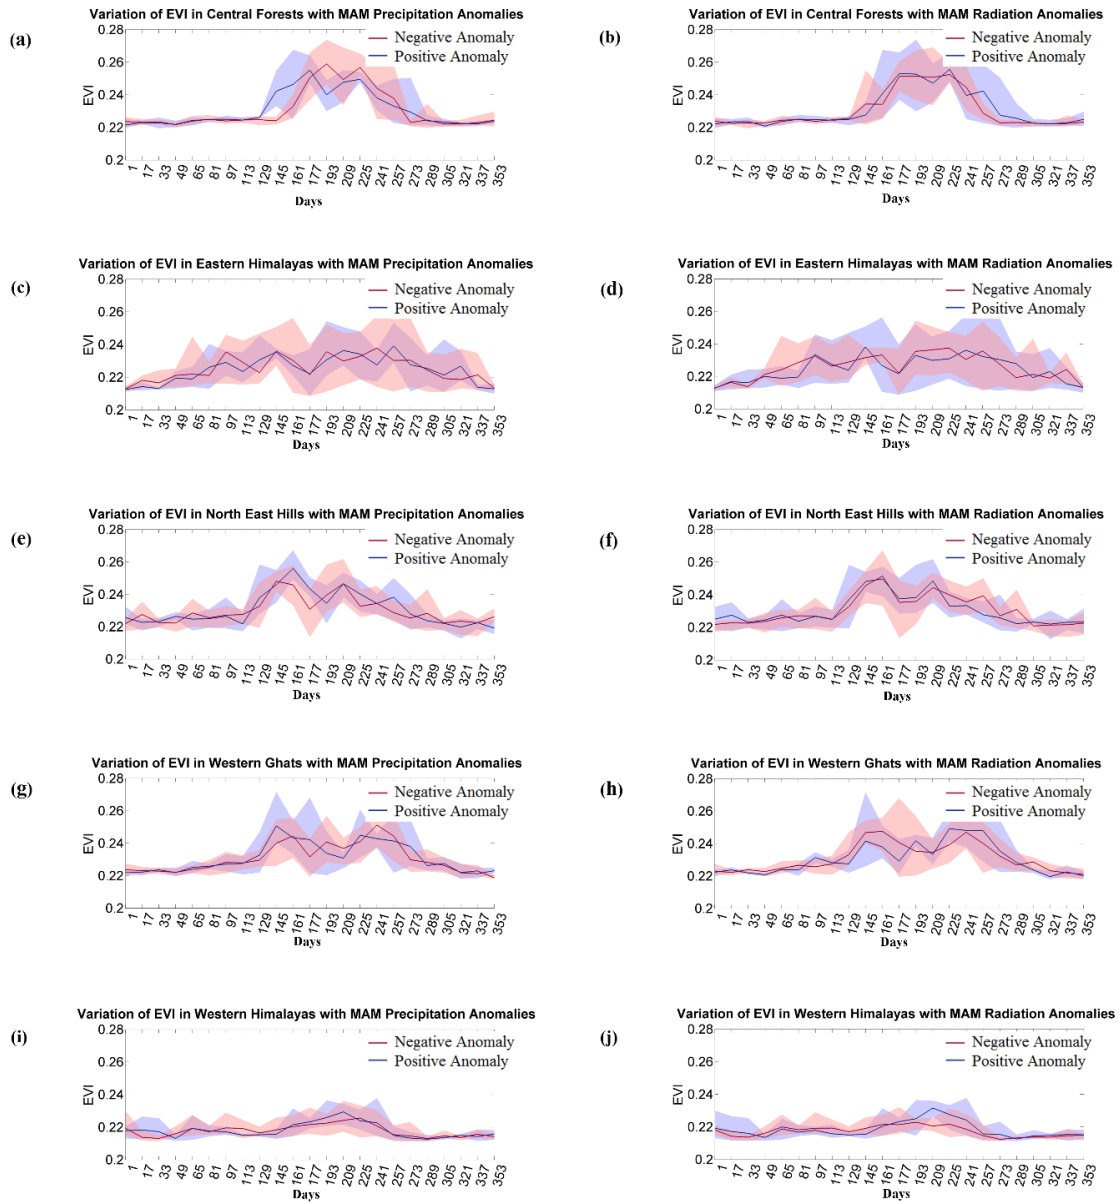 Variation of EVI in Central Forests with MAM Precipitation Anomalies
(a)
0.28
0.26
0.24
0.22
0.2
EVI
Negative Anomaly
Positive Anomaly
1 17 33 49 65 81 97 113 129 145 161 177 193 209 225 241 257 273 289 305 321 337 353
Days
Variation of EVI in Central Forests with MAM Radiation Anomalies
(b)
0.28
0.26
0.24
0.22
0.2
EVI
Negative Anomaly
Positive Anomaly
1 17 33 49 65 81 97 113 129 145 161 177 193 209 225 241 257 273 289 305 321 337 353
Days
Variation of EVI in Eastern Himalayas with MAM Precipitation Anomalies
(c)
0.28
0.26
0.24
0.22
0.2
EVI
Negative Anomaly
Positive Anomaly
1 17 33 49 65 81 97 113 129 145 161 177 193 209 225 241 257 273 289 305 321 337 353
Days
Variation of EVI in Eastern Himalayas with MAM Radiation Anomalies
(d)
0.28
0.26
0.24
0.22
0.2
EVI
Negative Anomaly
Positive Anomaly
1 17 33 49 65 81 97 113 129 145 161 177 193 209 225 241 257 273 289 305 321 337 353
Days
Variation of EVI in North East Hills with MAM Precipitation Anomalies
(e)
0.28
0.26
0.24
0.22
0.2
EVI
Negative Anomaly
Positive Anomaly
1 17 33 49 65 81 97 113 129 145 161 177 193 209 225 241 257 273 289 305 321 337 353
Days
Variation of EVI in North East Hills with MAM Radiation Anomalies
(f)
0.28
0.26
0.24
0.22
0.2
EVI
Negative Anomaly
Positive Anomaly
1 17 33 49 65 81 97 113 129 145 161 177 193 209 225 241 257 273 289 305 321 337 353
Days
Variation of EVI in Western Ghats with MAM Precipitation Anomalies
(g)
0.28
0.26
0.24
0.22
0.2
EVI
Negative Anomaly
Positive Anomaly
1 17 33 49 65 81 97 113 129 145 161 177 193 209 225 241 257 273 289 305 321 337 353
Days
Variation of EVI in Western Ghats with MAM Radiation Anomalies
(h)
0.28
0.26
0.24
0.22
0.2
EVI
Negative Anomaly
Positive Anomaly
1 17 33 49 65 81 97 113 129 145 161 177 193 209 225 241 257 273 289 305 321 337 353
Days
Variation of EVI in Western Himalayas with MAM Precipitation Anomalies
(i)
0.28
0.26
0.24
0.22
0.2
EVI
Negative Anomaly
Positive Anomaly
1 17 33 49 65 81 97 113 129 145 161 177 193 209 225 241 257 273 289 305 321 337 353
Days
Variation of EVI in Western Himalayas with MAM Radiation Anomalies
(j)
0.28
0.26
0.24
0.22
0.2
EVI
Negative Anomaly
Positive Anomaly
1 17 33 49 65 81 97 113 129 145 161 177 193 209 225 241 257 273 289 305 321 337 353
Days